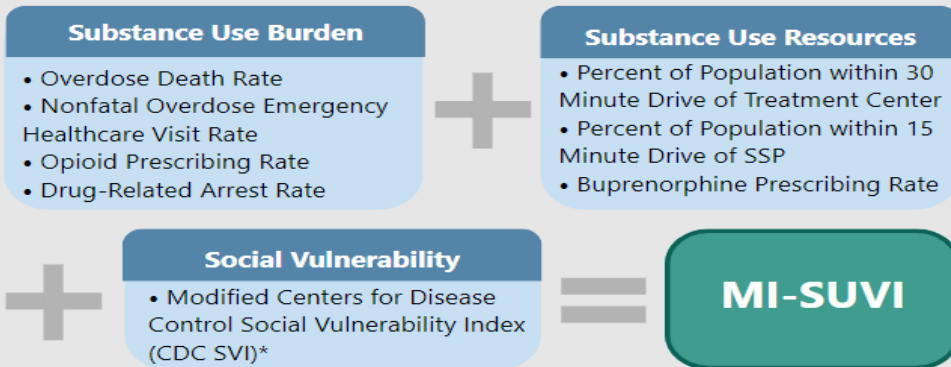 Substance Use Burden
• Overdose Death Rate
• Nonfatal Overdose Emergency
Healthcare Visit Rate
• Opioid Prescribing Rate
• Drug-Related Arrest Rate
+
Substance Use Resources
• Percent of Population within 30
Minute Drive of Treatment Center
• Percent of Population within 15
Minute Drive of SSP
• Buprenorphine Prescribing Rate
+
Social Vulnerability
• Modified Centers for Disease
Control Social Vulnerability Index
(CDC SVI)*
=
MI-SUVI